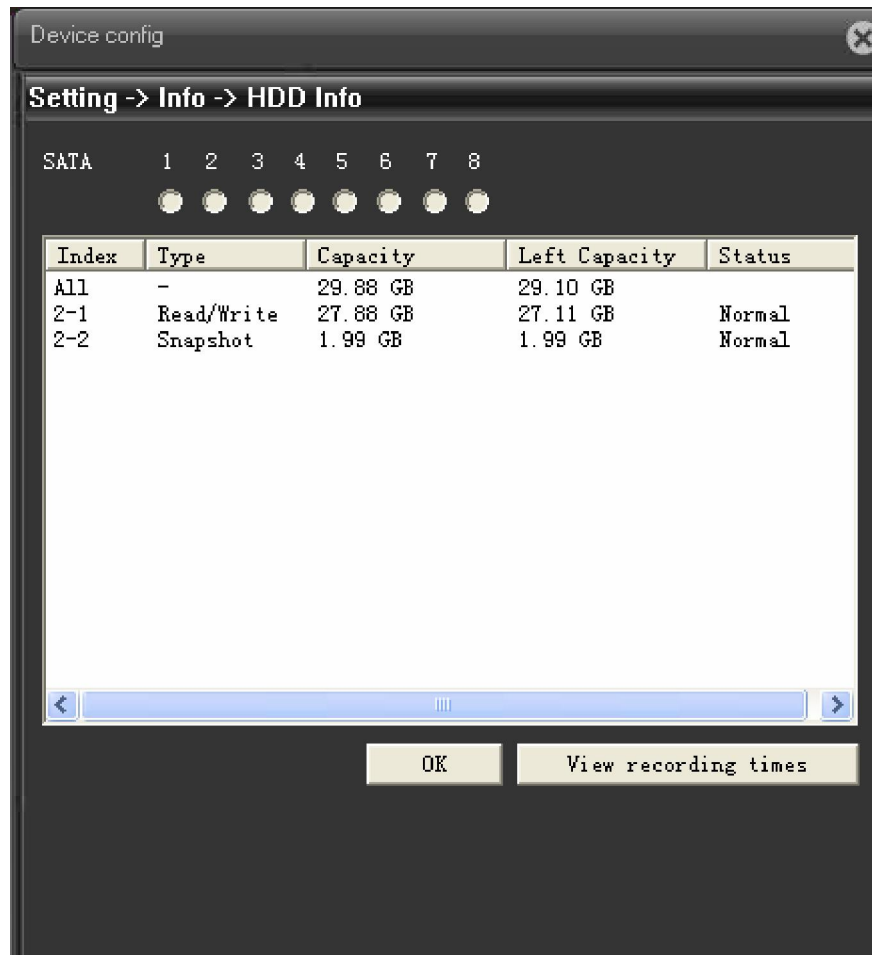 Device config
Setting -> Info -> HDD Info
SATA 1 2 3 4 5 6 7 8
Index Type Capacity Left Capacity Status
All - 29.88 GB 29.10 GB
2-1 Read/Write 27.88 GB 27.11 GB Normal
2-2 Snapshot 1.99 GB 1.99 GB Normal
OK View recording times